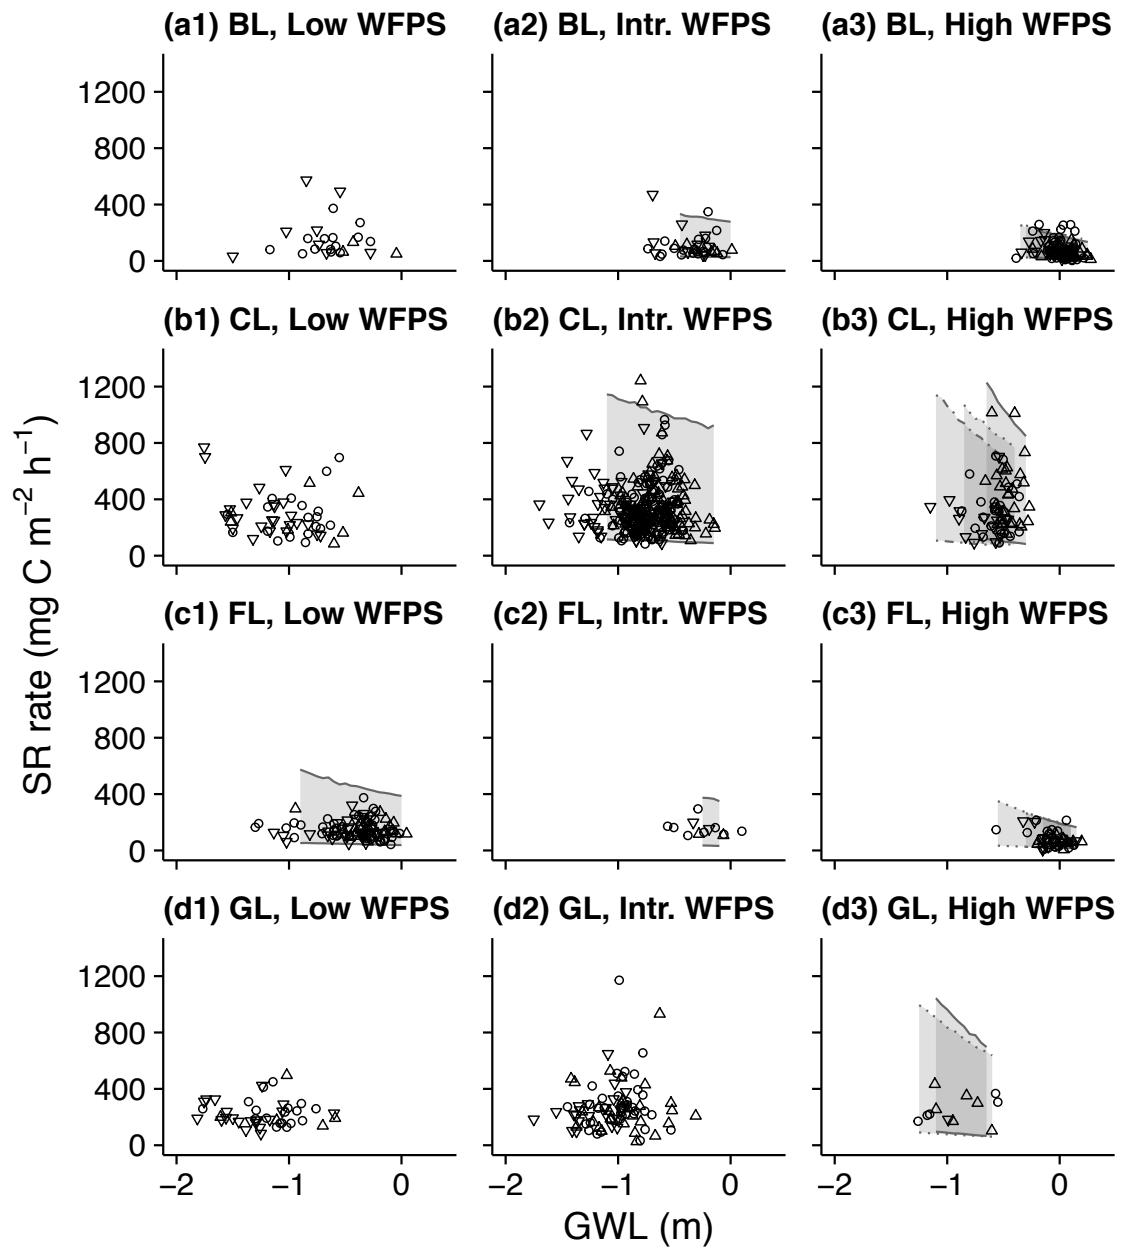 (a1) BL, Low WFPS
(a2) BL, Intr. WFPS
(a3) BL, High WFPS
1200
800
400
0
(b1) CL, Low WFPS
(b2) CL, Intr. WFPS
(b3) CL, High WFPS
1200
800
400
0
(c1) FL, Low WFPS
(c2) FL, Intr. WFPS
(c3) FL, High WFPS
1200
800
400
0
(d1) GL, Low WFPS
(d2) GL, Intr. WFPS
(d3) GL, High WFPS
1200
800
400
0
−2 −1 0
−2 −1 0
−2 −1 0
GWL (m)
SR rate (mg C m⁻² h⁻¹)